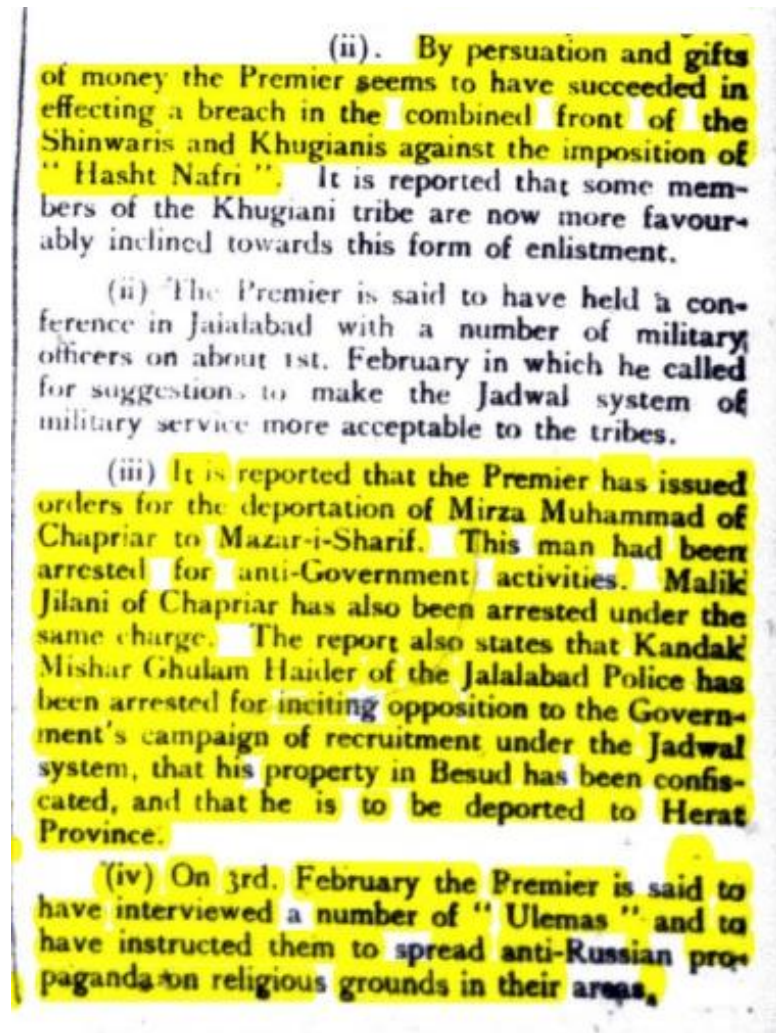 (ii). By persuation and gifts
of money the Premier seems to have succeeded in
effecting a breach in the combined front of the
Shinwaris and Khugianis against the imposition of
" Hasht Nafri ". It is reported that some mem-
bers of the Khugiani tribe are now more favour-
ably inclined towards this form of enlistment.
(ii) The Premier is said to have held a con-
ference in Jalalabad with a number of military
officers on about 1st. February in which he called
for suggestions to make the Jadwal system of
military service more acceptable to the tribes.
(iii) It is reported that the Premier has issued
orders for the deportation of Mirza Muhammad of
Chapriar to Mazar-i-Sharif. This man had been
arrested for anti-Government activities. Malik
Jilani of Chapriar has also been arrested under the
same charge. The report also states that Kandak
Mishar Ghulam Haider of the Jalalabad Police has
been arrested for inciting opposition to the Govern-
ment's campaign of recruitment under the Jadwal
system, that his property in Besud has been confis-
cated, and that he is to be deported to Herat
Province.
(iv) On 3rd. February the Premier is said to
have interviewed a number of " Ulemas " and to
have instructed them to spread anti-Russian pro-
paganda on religious grounds in their areas.